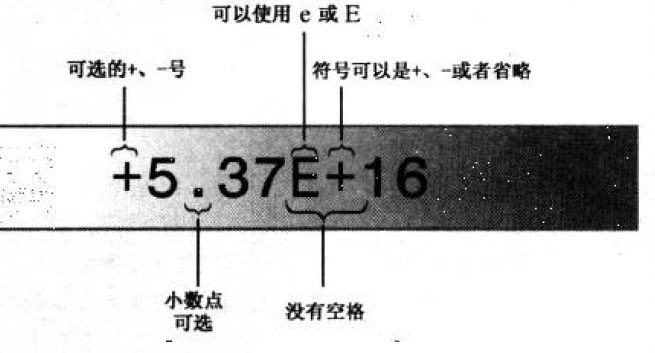 可以使用 e 或 E
可选的+、-号
符号可以是+、-或者省略
+5.37E+16
小数点
可选
没有空格